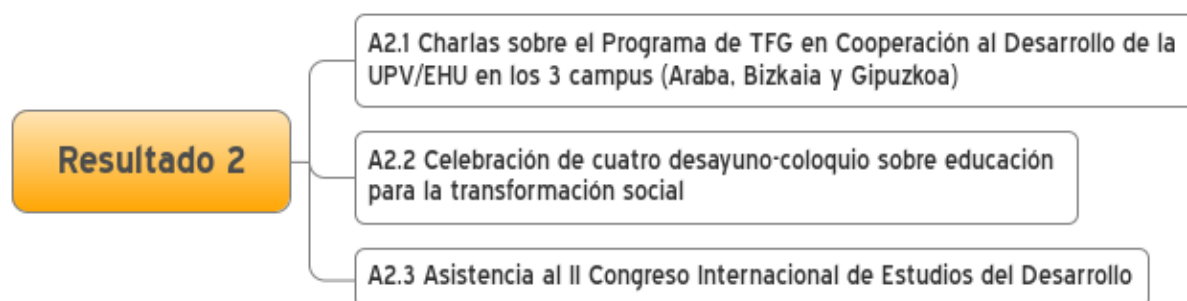 Resultado 2
A2.1 Charlas sobre el Programa de TFG en Cooperación al Desarrollo de la
UPV/EHU en los 3 campus (Araba, Bizkaia y Gipuzkoa)
A2.2 Celebración de cuatro desayuno-coloquio sobre educación
para la transformación social
A2.3 Asistencia al II Congreso Internacional de Estudios del Desarrollo